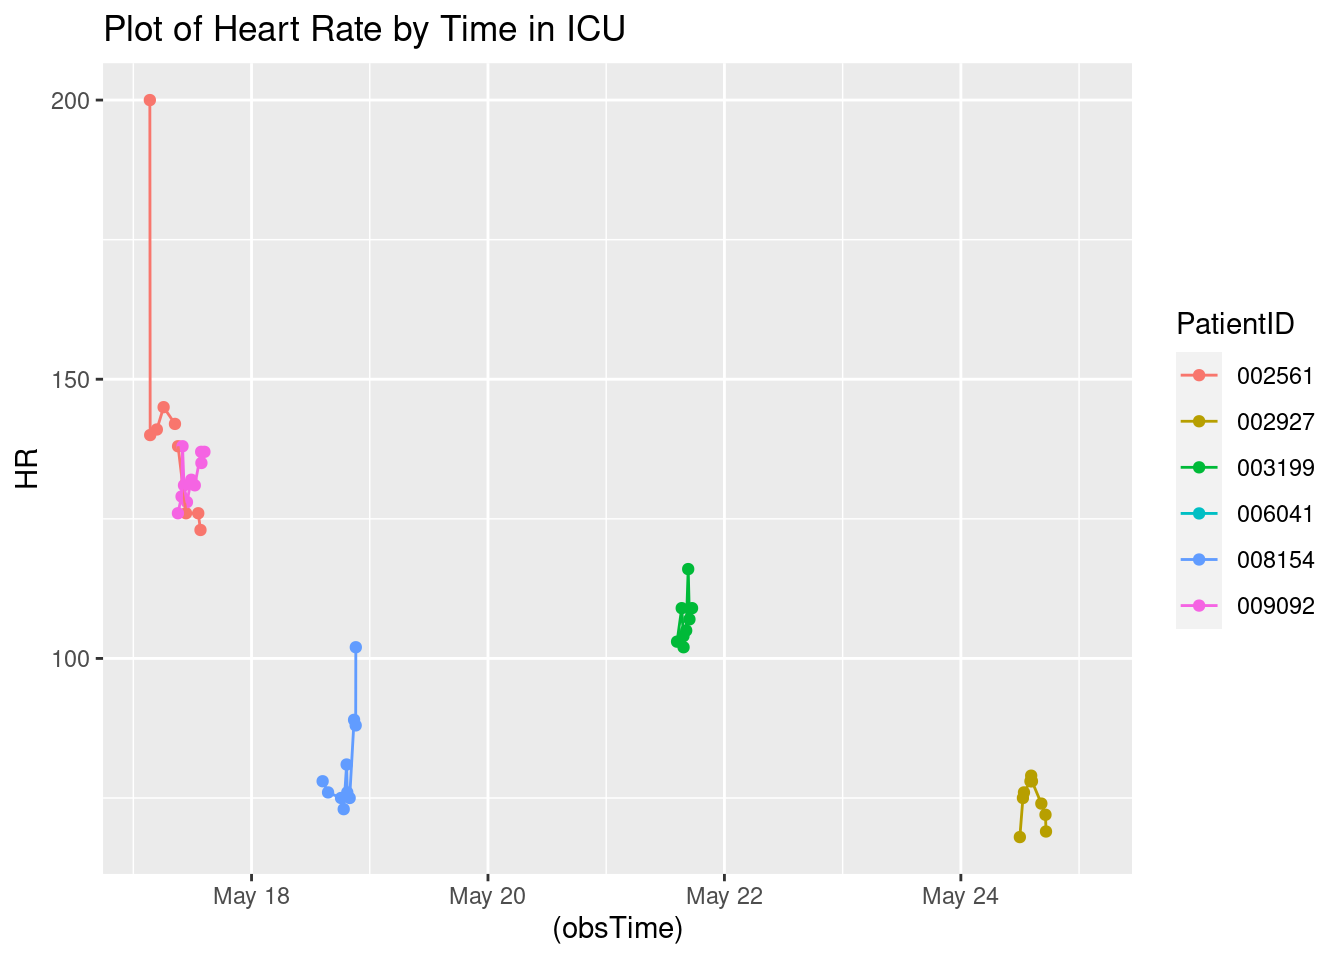 Plot of Heart Rate by Time in ICU
200
150
100
HR
May 18
May 20
May 22
May 24
(obsTime)
PatientID
002561
002927
003199
006041
008154
009092